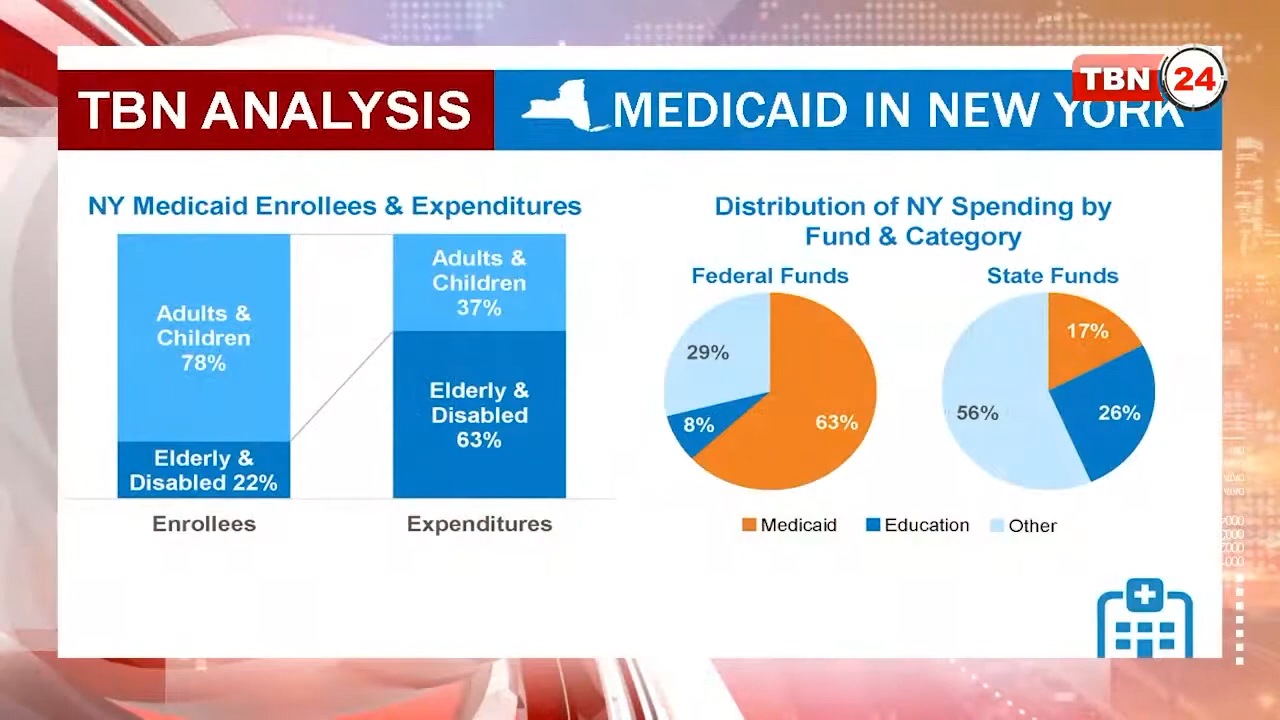 TBN ANALYSIS
MEDICAID IN NEW YORK
TBN 24
NY Medicaid Enrollees & Expenditures
Adults &
Children
78%
Elderly &
Disabled 22%
Enrollees
Adults &
Children
37%
Elderly &
Disabled
63%
Expenditures
Distribution of NY Spending by
Fund & Category
Federal Funds
29%
8%
63%
State Funds
17%
26%
56%
Medicaid
Education
Other